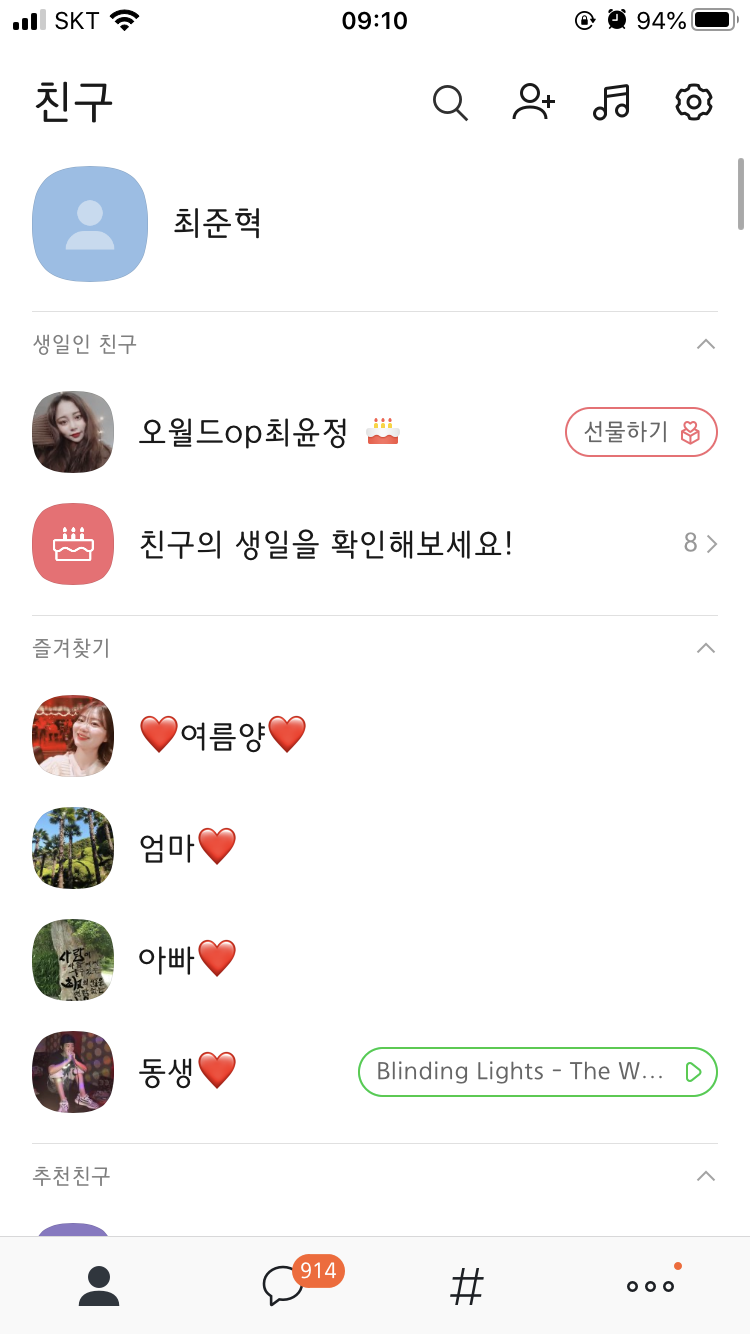 SKT 09:10 94%
친구
최준혁
생일인 친구
오월드op최윤정 선물하기
친구의 생일을 확인해보세요! 8
즐겨찾기
❤️여름양❤️
엄마❤️
아빠❤️
동생❤️ Blinding Lights - The W...
추천친구
914
#